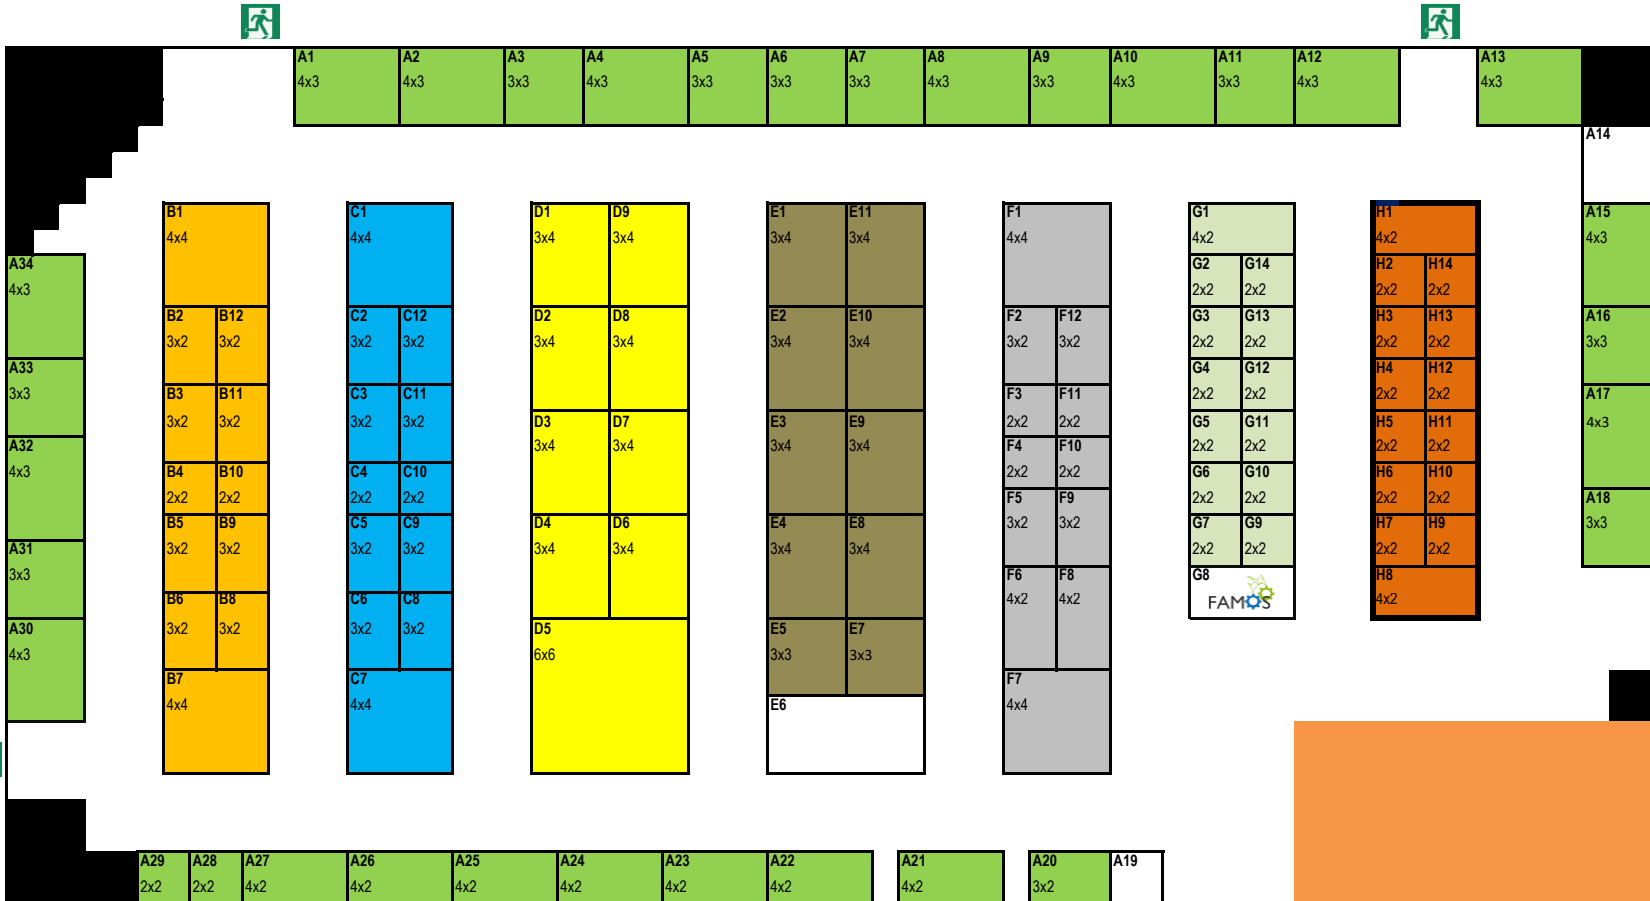 A1 A2 A3 A4 A5 A6 A7 A8 A9 A10 A11 A12 A13
4x3 4x3 3x3 4x3 3x3 3x3 3x3 4x3 3x3 4x3 3x3 4x3 4x3
A14
B1 C1 D1 D9 E1 E11 F1 G1 H1 A15
4x4 4x4 3x4 3x4 3x4 3x4 4x4 4x2 4x2 4x3
A34 G2 G14 H2 H14
4x3 2x2 2x2 2x2 2x2
B2 B12 C2 C12 D2 D8 E2 E10 F2 F12 G3 G13 H3 H13 A16
3x2 3x2 3x2 3x2 3x4 3x4 3x4 3x4 3x2 3x2 2x2 2x2 2x2 2x2 3x3
A33 G4 G12 H4 H12
3x3 2x2 2x2 2x2 2x2
B3 B11 C3 C11 F3 F11 A17
3x2 3x2 3x2 3x2 2x2 2x2 4x3
D3 D7 E3 E9 G5 G11 H5 H11
3x4 3x4 3x4 3x4 2x2 2x2 2x2 2x2
A32 F4 F10
4x3 2x2 2x2
B4 B10 C4 C10 G6 G10 H6 H10
2x2 2x2 2x2 2x2 2x2 2x2 2x2 2x2
F5 F9 A18
3x2 3x2 3x3
B5 B9 C5 C9 D4 D6 E4 E8 G7 G9 H7 H9
3x2 3x2 3x2 3x2 3x4 3x4 3x4 3x4 2x2 2x2 2x2 2x2
A31 F6 F8 G8 H8
3x3 4x2 4x2 FAMOS 4x2
B6 B8 C6 C8
3x2 3x2 3x2 3x2
A30 D5 E5 E7
4x3 6x6 3x3 3x3
B7 C7 F7
4x4 4x4 4x4
E6
A29 A28 A27 A26 A25 A24 A23 A22 A21 A20 A19
2x2 2x2 4x2 4x2 4x2 4x2 4x2 4x2 4x2 3x2